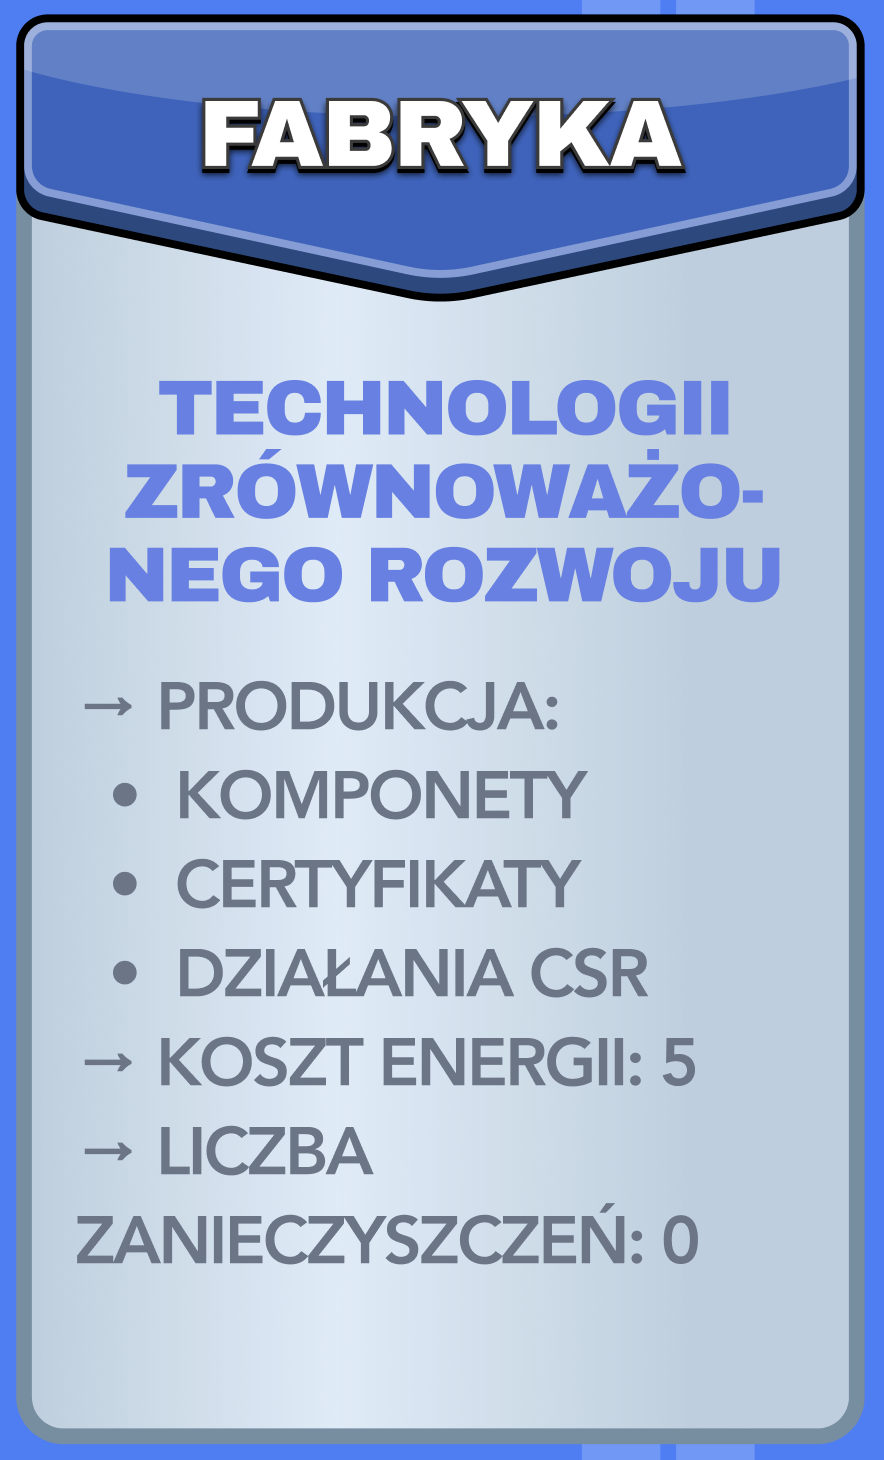 FABRYKA
TECHNOLOGII
ZRÓWNOWAŻO-
NEGO ROZWOJU
→ PRODUKCJA:
• KOMPONETY
• CERTYFIKATY
• DZIAŁANIA CSR
→ KOSZT ENERGII: 5
→ LICZBA
ZANIECZYSZCZEŃ: 0